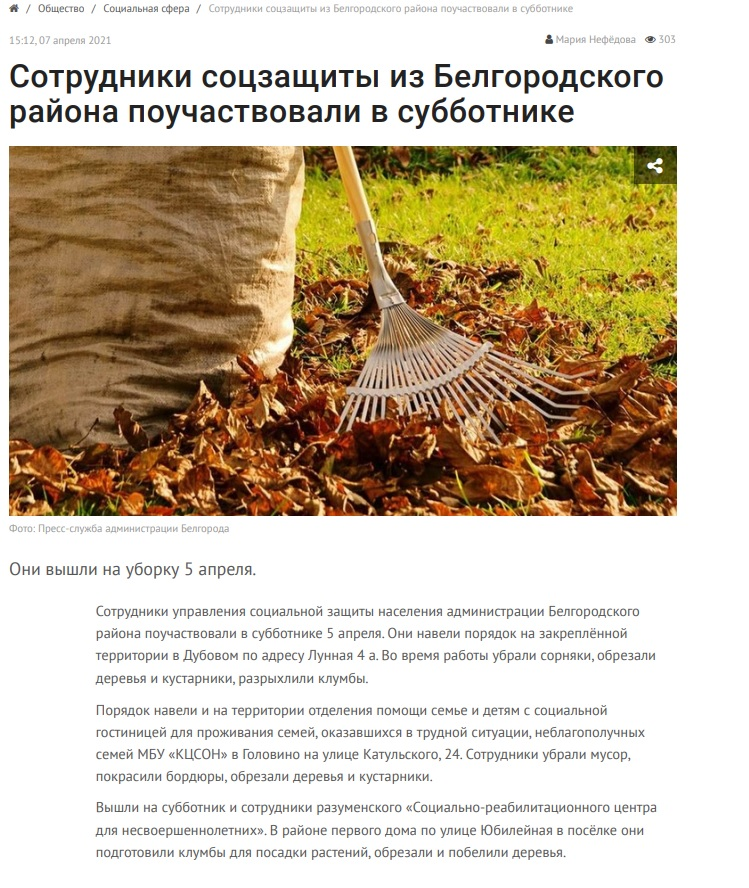 / Общество / Социальная сфера / Сотрудники соцзащиты из Белгородского района поучаствовали в субботнике
15:12, 07 апреля 2021 Мария Нефёдова 303
Сотрудники соцзащиты из Белгородского
района поучаствовали в субботнике
Фото: Пресс-служба администрации Белгорода
Они вышли на уборку 5 апреля.
Сотрудники управления социальной защиты населения администрации Белгородского
района поучаствовали в субботнике 5 апреля. Они навели порядок на закреплённой
территории в Дубовом по адресу Лунная 4 а. Во время работы убрали сорняки, обрезали
деревья и кустарники, разрыхлили клумбы.
Порядок навели и на территории отделения помощи семье и детям с социальной
гостиницей для проживания семей, оказавшихся в трудной ситуации, неблагополучных
семей МБУ «КЦСОН» в Головино на улице Катульского, 24. Сотрудники убрали мусор,
покрасили бордюры, обрезали деревья и кустарники.
Вышли на субботник и сотрудники разуменского «Социально-реабилитационного центра
для несвоершеннолетних». В районе первого дома по улице Юбилейная в посёлке они
подготовили клумбы для посадки растений, обрезали и побелили деревья.